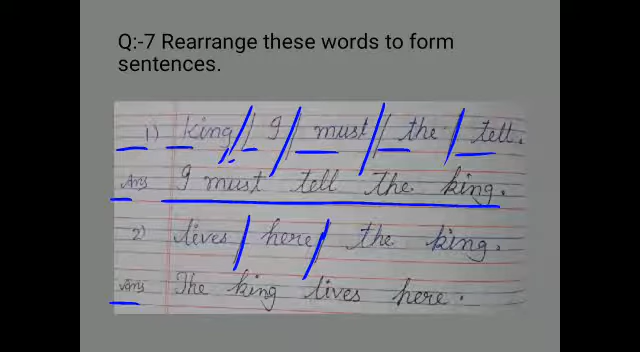 Q:-7 Rearrange these words to form
sentences.
1) king / I / must / the / tell.
Ans I must tell the king.
2) lives / here / the king.
Ans The king lives here.